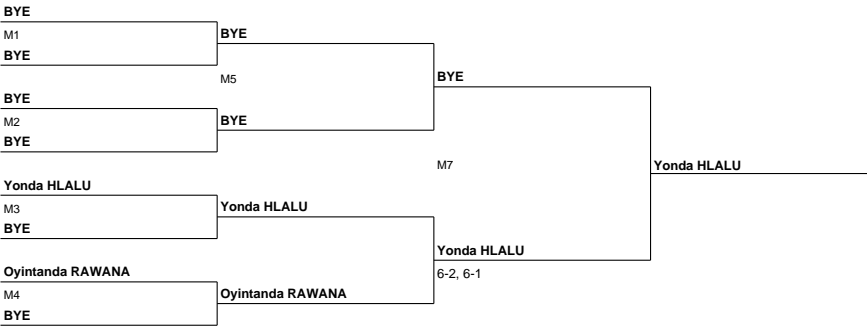 BYE
M1
BYE
BYE
M5
BYE
BYE
M2
BYE
BYE
M7
Yonda HLALU
Yonda HLALU
M3
Yonda HLALU
BYE
Yonda HLALU
6-2, 6-1
Oyintanda RAWANA
M4
Oyintanda RAWANA
BYE